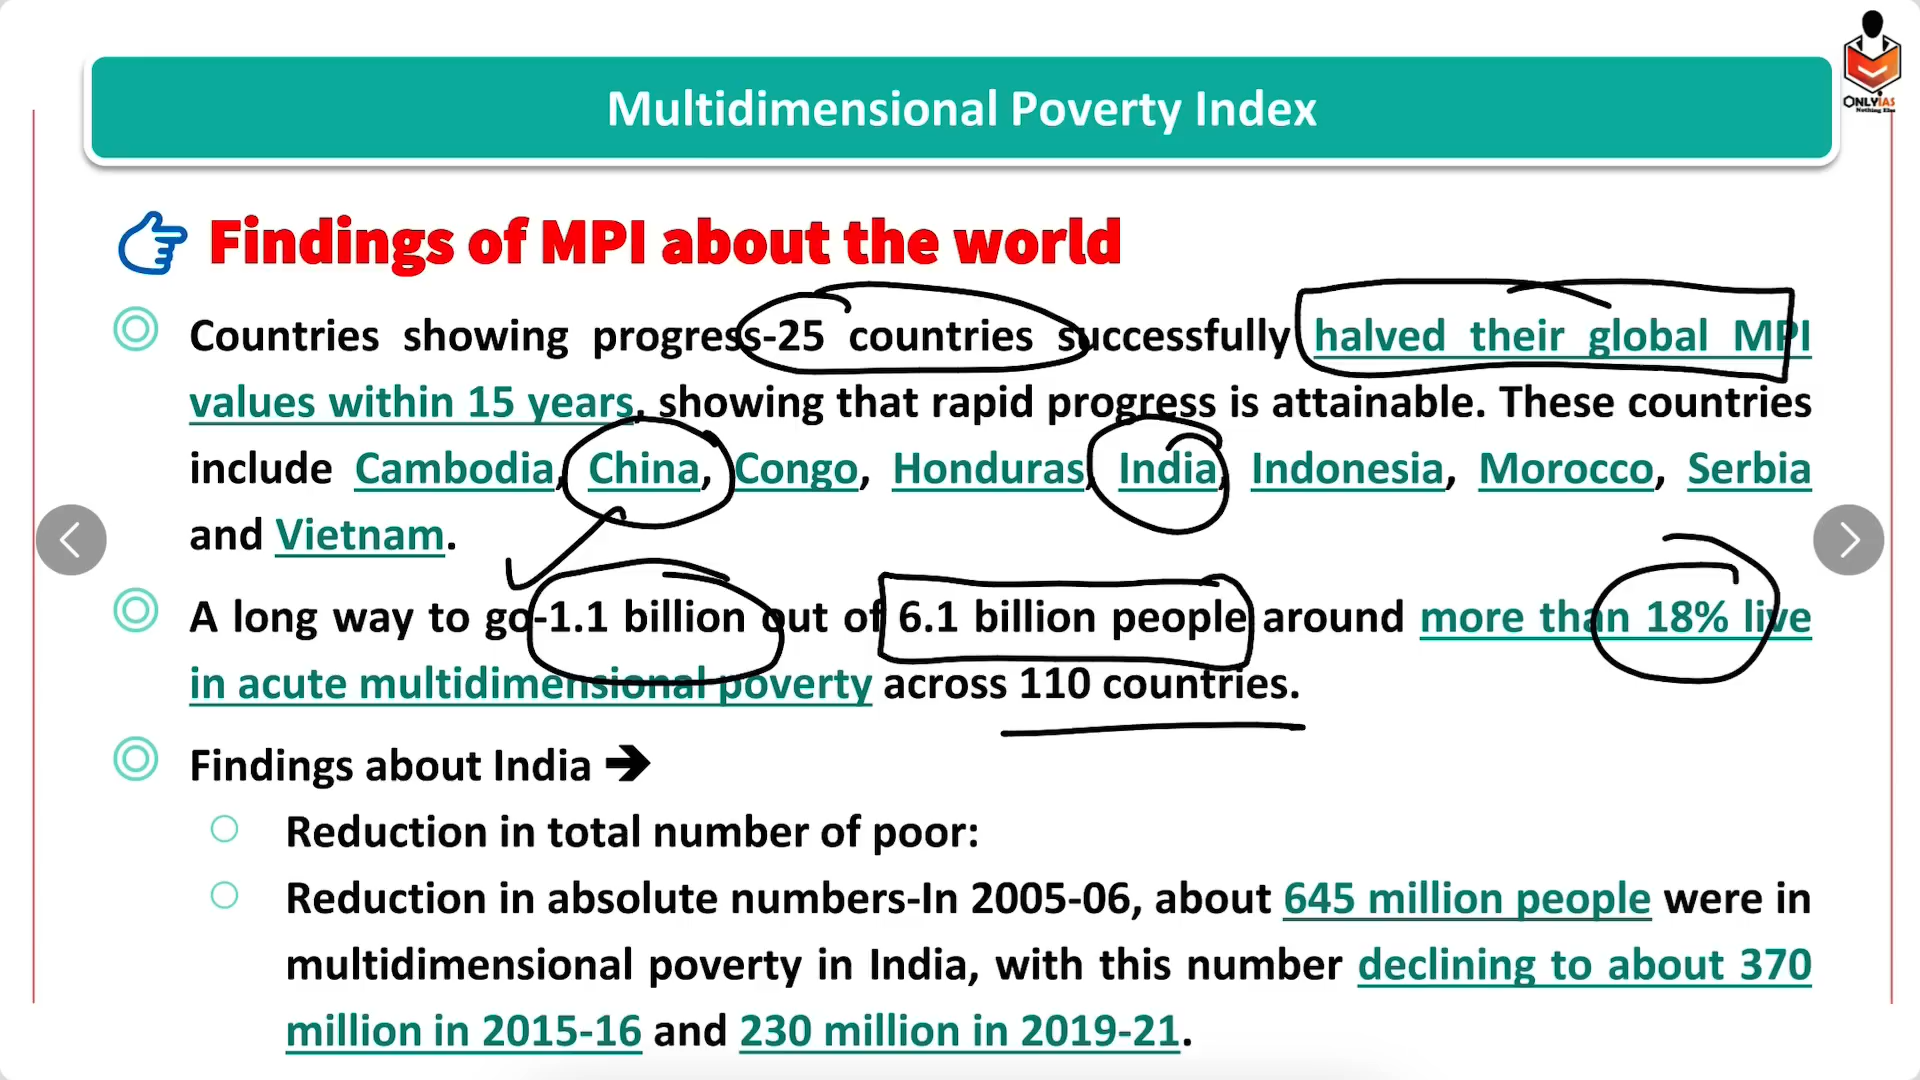 ONLYIAS
Nothing Else
Multidimensional Poverty Index
Findings of MPI about the world
Countries showing progress-25 countries successfully halved their global MPI
values within 15 years, showing that rapid progress is attainable. These countries
include Cambodia, China, Congo, Honduras, India, Indonesia, Morocco, Serbia
and Vietnam.
A long way to go-1.1 billion out of 6.1 billion people around more than 18% live
in acute multidimensional poverty across 110 countries.
Findings about India ➔
Reduction in total number of poor:
Reduction in absolute numbers-In 2005-06, about 645 million people were in
multidimensional poverty in India, with this number declining to about 370
million in 2015-16 and 230 million in 2019-21.